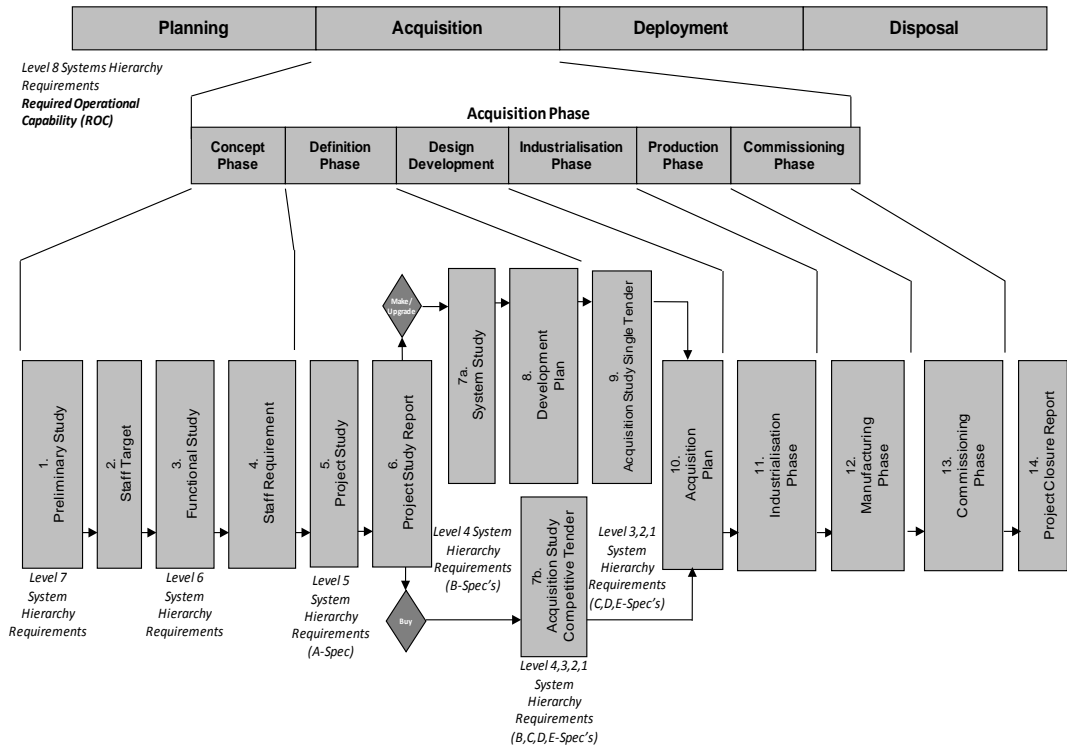 Planning
Acquisition
Deployment
Disposal
Level 8 Systems Hierarchy
Requirements
Required Operational
Capability (ROC)
Acquisition Phase
Concept
Phase
Definition
Phase
Design
Development
Industrialisation
Phase
Production
Phase
Commissioning
Phase
Make/
Upgrade
7a.
System Study
8.
Development
Plan
9.
Acquisition Study Single Tender
1.
Preliminary Study
2.
Staff Target
3.
Functional Study
4.
Staff Requirement
5.
Project Study
6.
Project Study Report
10.
Acquisition
Plan
11.
Industrialisation
Phase
12.
Manufacturing
Phase
13.
Commissioning
Phase
14.
Project Closure Report
Level 7
System
Hierarchy
Requirements
Level 6
System
Hierarchy
Requirements
Level 5
System
Hierarchy
Requirements
(A-Spec)
Buy
Level 4 System
Hierarchy
Requirements
(B-Spec's)
7b.
Acquisition Study
Competitive Tender
Level 3,2,1
System
Hierarchy
Requirements
(C,D,E-Spec's)
Level 4,3,2,1
System
Hierarchy
Requirements
(B,C,D,E-Spec's)